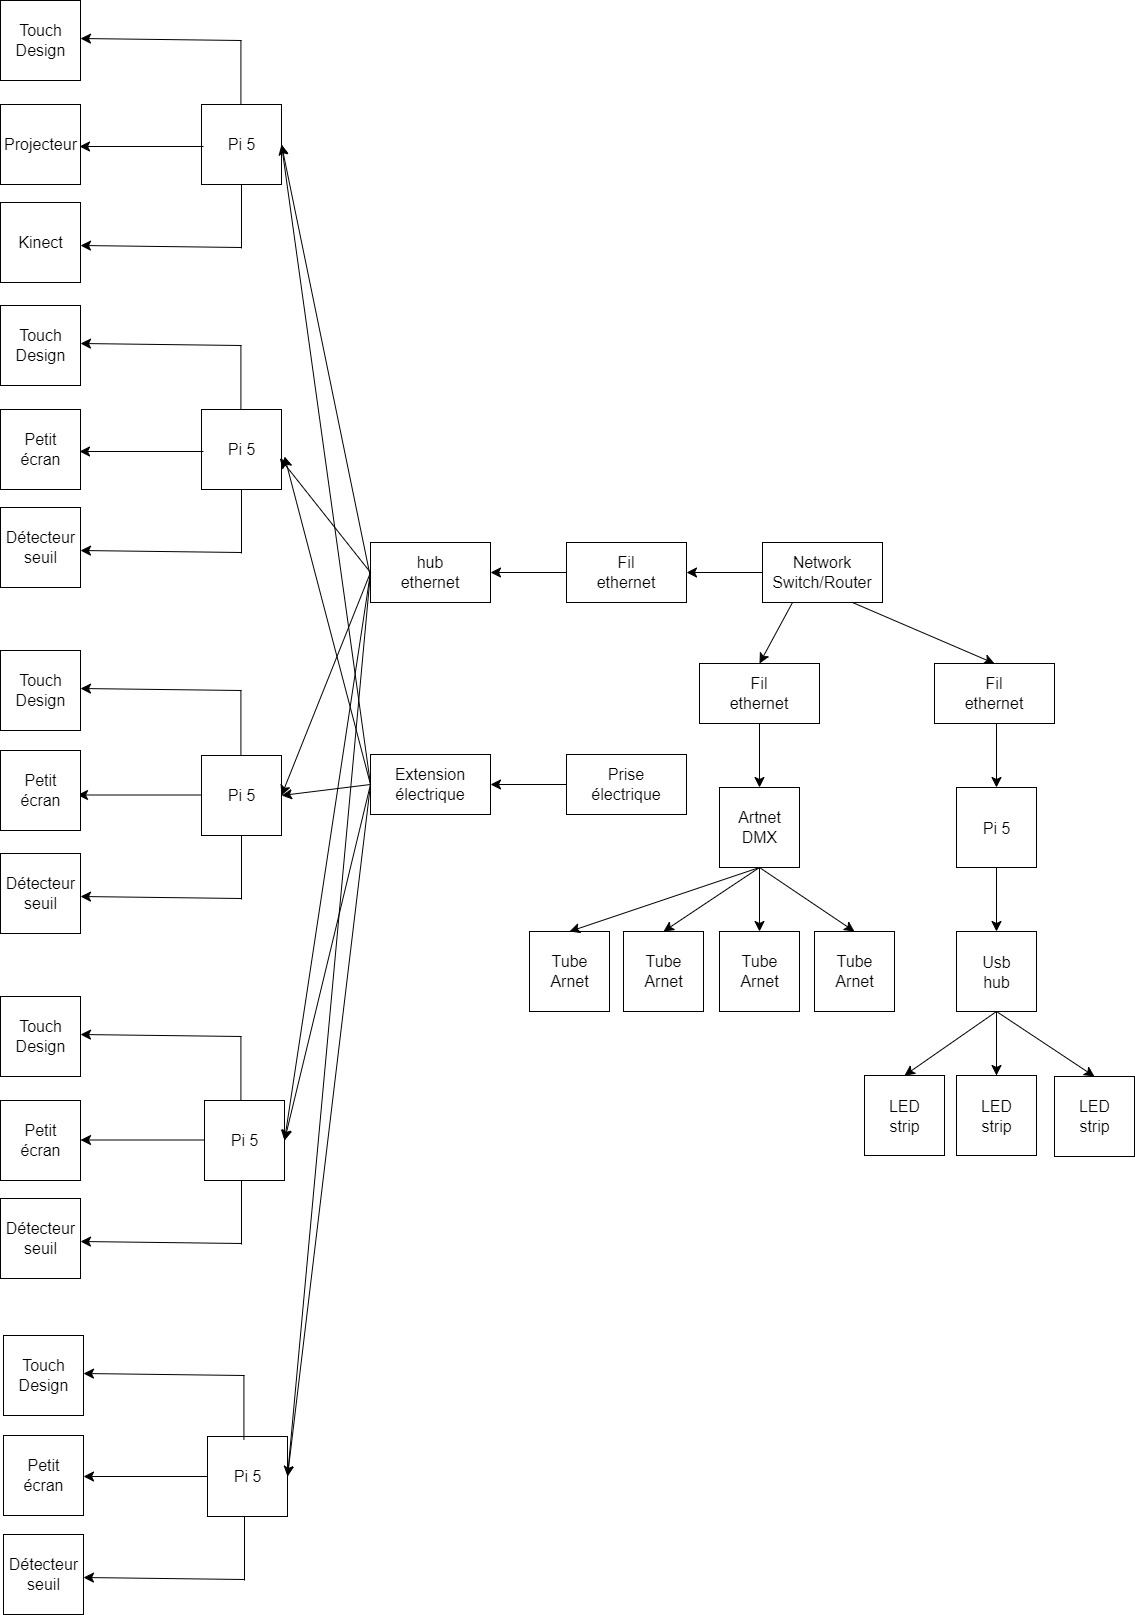 Touch
Design
Projecteur
Pi 5
Kinect
Touch
Design
Petit
écran
Pi 5
Détecteur
seuil
hub
ethernet
Fil
ethernet
Network
Switch/Router
Touch
Design
Fil
ethernet
Fil
ethernet
Petit
écran
Pi 5
Extension
électrique
Prise
électrique
Artnet
DMX
Pi 5
Détecteur
seuil
Tube
Arnet
Tube
Arnet
Tube
Arnet
Tube
Arnet
Usb
hub
Touch
Design
Petit
écran
Pi 5
LED
strip
LED
strip
LED
strip
Détecteur
seuil
Touch
Design
Petit
écran
Pi 5
Détecteur
seuil